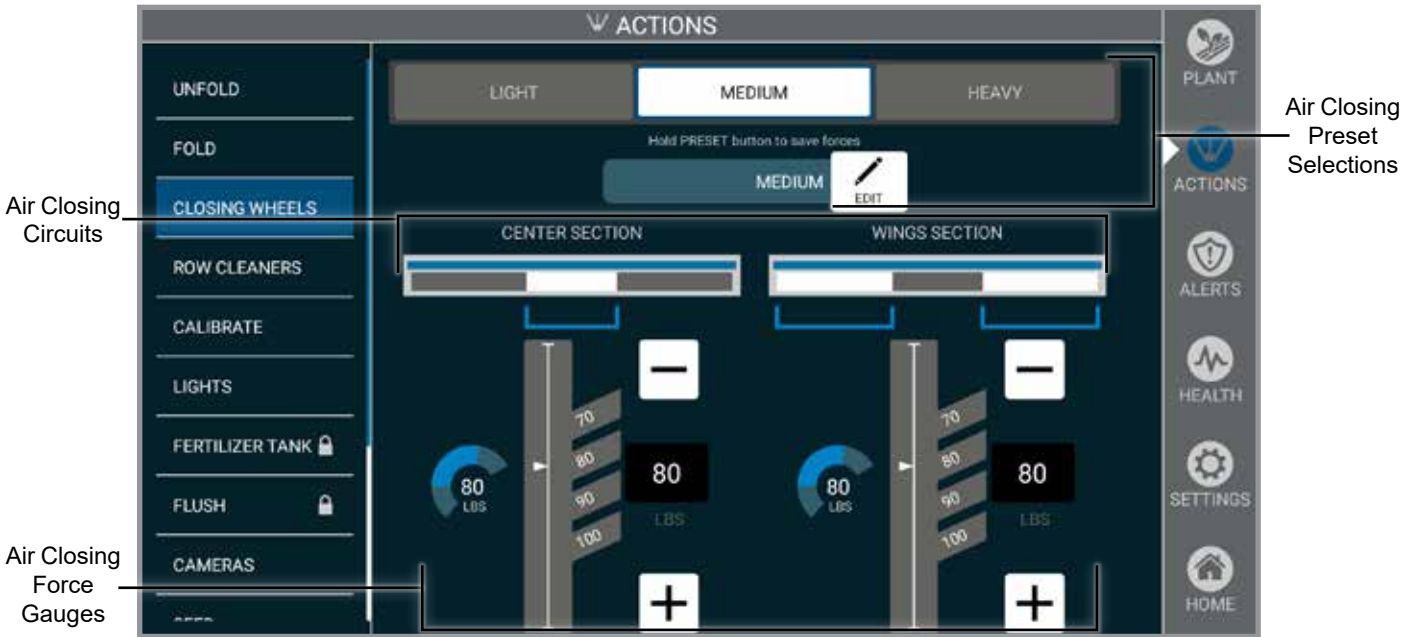 ACTIONS
UNFOLD
FOLD
CLOSING WHEELS
ROW CLEANERS
CALIBRATE
LIGHTS
FERTILIZER TANK
FLUSH
CAMERAS
LIGHT
MEDIUM
HEAVY
Hold PRESET button to save forces
MEDIUM
EDIT
CENTER SECTION
WINGS SECTION
70
80
90
100
80
LBS
80
LBS
70
80
90
100
80
LBS
80
LBS
PLANT
ACTIONS
ALERTS
HEALTH
SETTINGS
HOME
Air Closing
Circuits
Air Closing
Force
Gauges
Air Closing
Preset
Selections